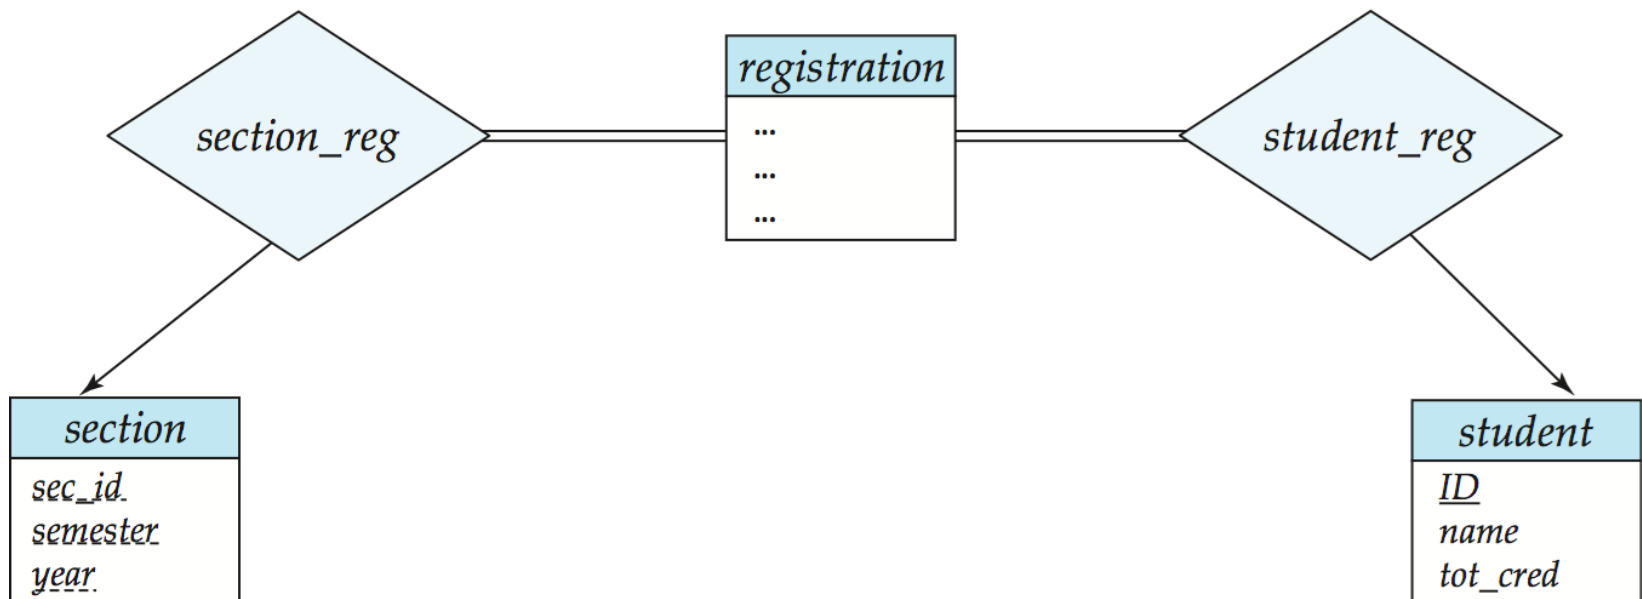 registration
section_reg
student_reg
...
...
...
section
sec_id
semester
year
student
ID
name
tot_cred